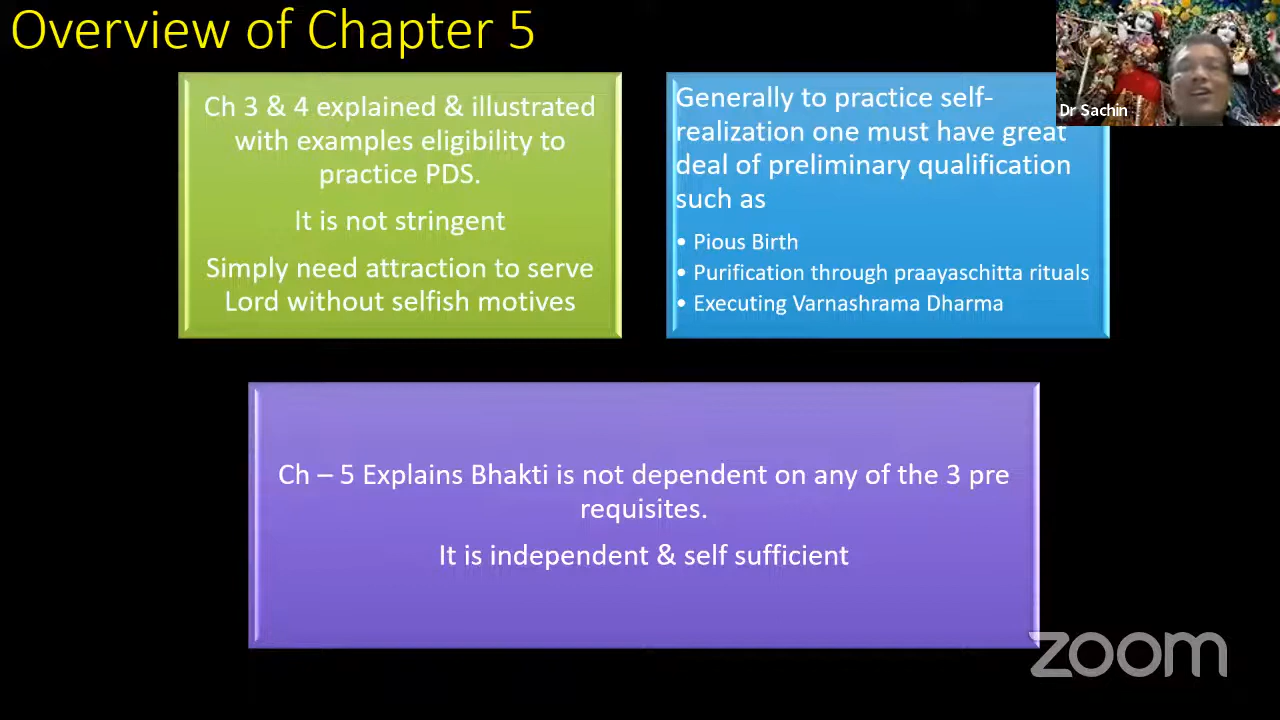 Overview of Chapter 5
Ch 3 & 4 explained & illustrated
with examples eligibility to
practice PDS.
It is not stringent
Simply need attraction to serve
Lord without selfish motives
Generally to practice self-
realization one must have great
deal of preliminary qualification
such as
• Pious Birth
• Purification through praayaschitta rituals
• Executing Varnashrama Dharma
Dr Sachin
Ch – 5 Explains Bhakti is not dependent on any of the 3 pre
requisites.
It is independent & self sufficient
zoom